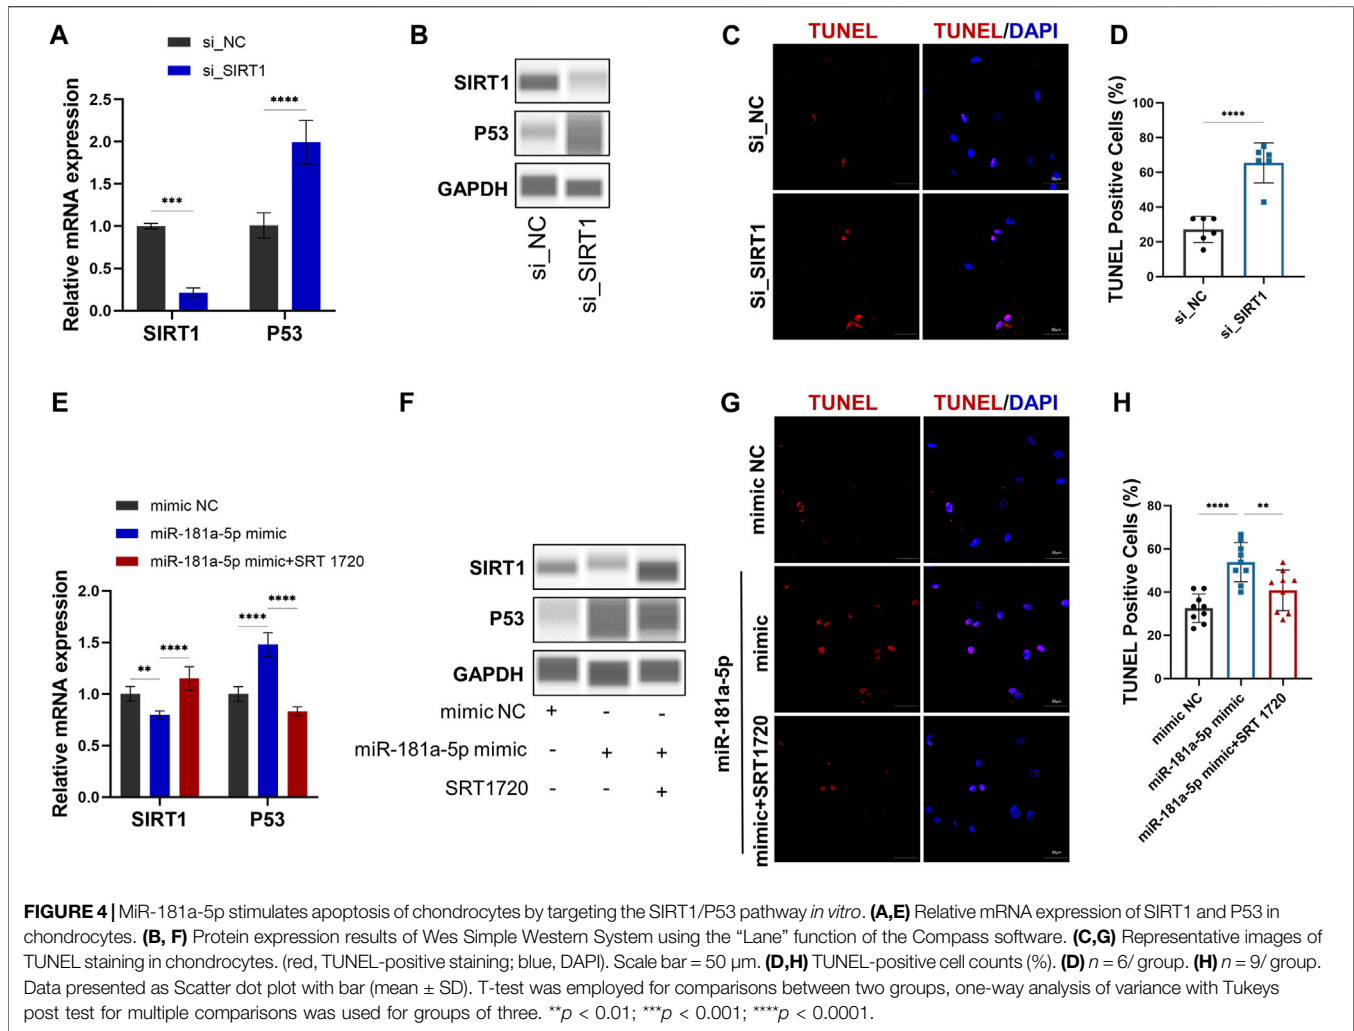 A
si_NC
si_SIRT1
Relative mRNA expression
2.5
2.0
1.5
1.0
0.5
0.0
***
****
SIRT1
P53
B
SIRT1
P53
GAPDH
si_NC
si_SIRT1
C
TUNEL
TUNEL/DAPI
Si_NC
Si_SIRT1
50μm
50μm
D
TUNEL Positive Cells (%)
100
80
60
40
20
0
****
si_NC
si_SIRT1
E
mimic NC
miR-181a-5p mimic
miR-181a-5p mimic+SRT 1720
Relative mRNA expression
2.0
1.5
1.0
0.5
0.0
**
****
****
****
SIRT1
P53
F
SIRT1
P53
GAPDH
mimic NC + - -
miR-181a-5p mimic - + +
SRT1720 - - +
G
TUNEL
TUNEL/DAPI
mimic NC
miR-181a-5p
mimic
mimic+SRT1720
50μm
50μm
50μm
H
TUNEL Positive Cells (%)
80
60
40
20
0
****
**
mimic NC
miR-181a-5p mimic
miR-181a-5p mimic+SRT 1720
FIGURE 4 | MiR-181a-5p stimulates apoptosis of chondrocytes by targeting the SIRT1/P53 pathway in vitro. (A,E) Relative mRNA expression of SIRT1 and P53 in
chondrocytes. (B, F) Protein expression results of Wes Simple Western System using the “Lane” function of the Compass software. (C,G) Representative images of
TUNEL staining in chondrocytes. (red, TUNEL-positive staining; blue, DAPI). Scale bar = 50 μm. (D,H) TUNEL-positive cell counts (%). (D) n = 6/ group. (H) n = 9/ group.
Data presented as Scatter dot plot with bar (mean ± SD). T-test was employed for comparisons between two groups, one-way analysis of variance with Tukeys
post test for multiple comparisons was used for groups of three. **p < 0.01; ***p < 0.001; ****p < 0.0001.